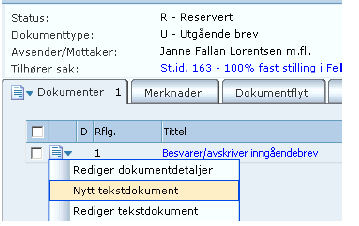 Status: R - Reservert
Dokumenttype: U - Utgående brev
Avsender/Mottaker: Janne Fallan Lorentsen m.fl.
Tilhører sak: St.id. 163 - 100% fast stilling i Fel
Dokumenter 1 Merknader Dokumentflyt
D Rflg. Tittel
1 Besvarer/avskriver inngåendebrev
Rediger dokumentdetaljer
Nytt tekstdokument
Rediger tekstdokument